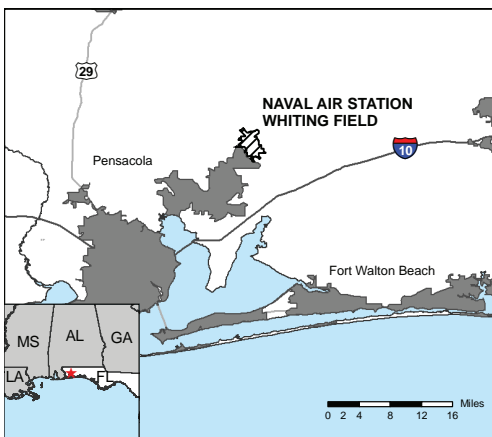 29
NAVAL AIR STATION
WHITING FIELD
10
Pensacola
Fort Walton Beach
MS
AL
GA
LA
FL
Miles
0 2 4 8 12 16